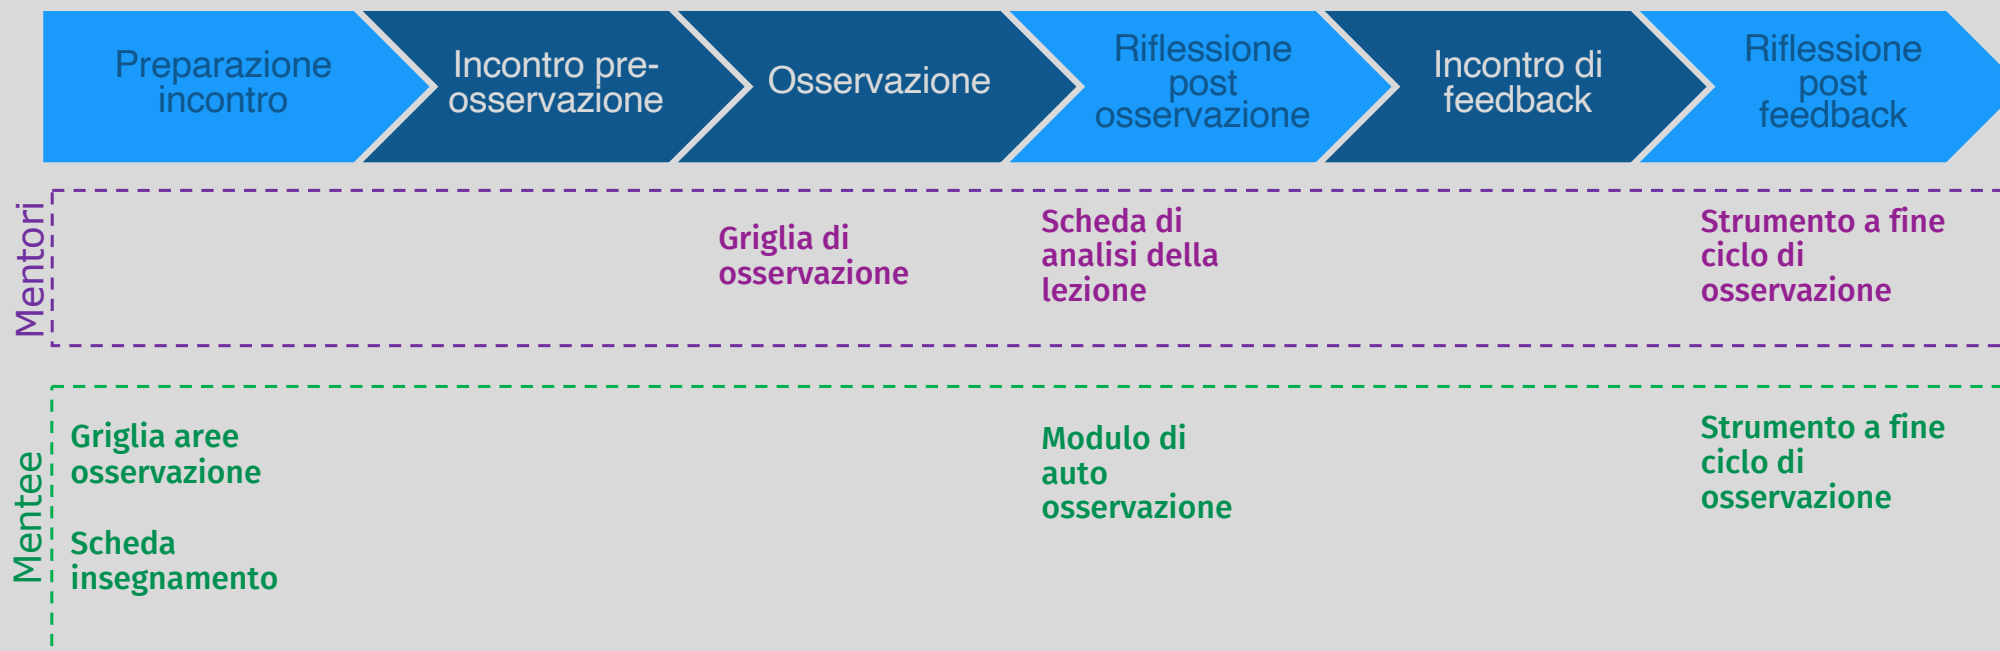 Preparazione
incontro
Incontro pre-
osservazione
Osservazione
Riflessione
post
osservazione
Incontro di
feedback
Riflessione
post
feedback
Mentori
Griglia di
osservazione
Scheda di
analisi della
lezione
Strumento a fine
ciclo di
osservazione
Mentee
Griglia aree
osservazione
Scheda
insegnamento
Modulo di
auto
osservazione
Strumento a fine
ciclo di
osservazione